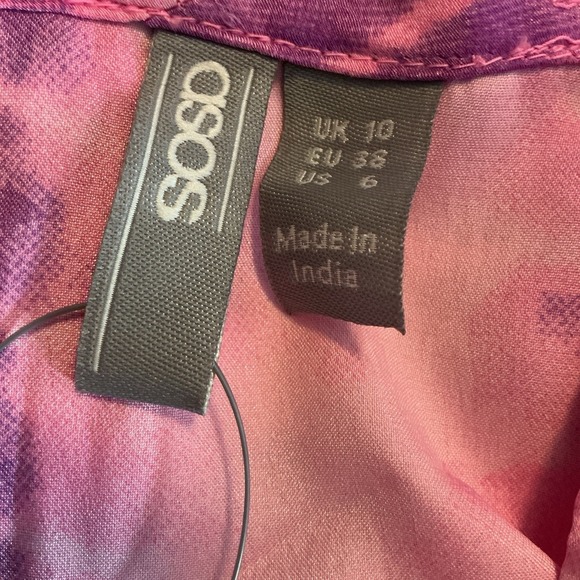 asos
UK 10
EU 38
US 6
Made In
India